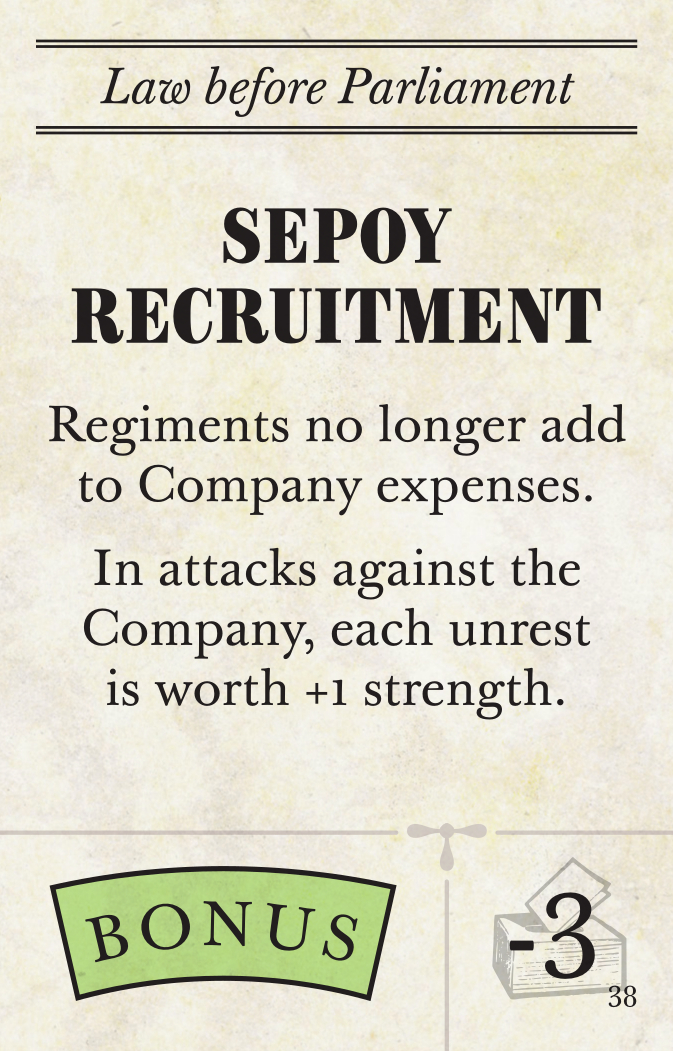 Law before Parliament
SEPOY
RECRUITMENT
Regiments no longer add
to Company expenses.
In attacks against the
Company, each unrest
is worth +1 strength.
BONUS
-3
38